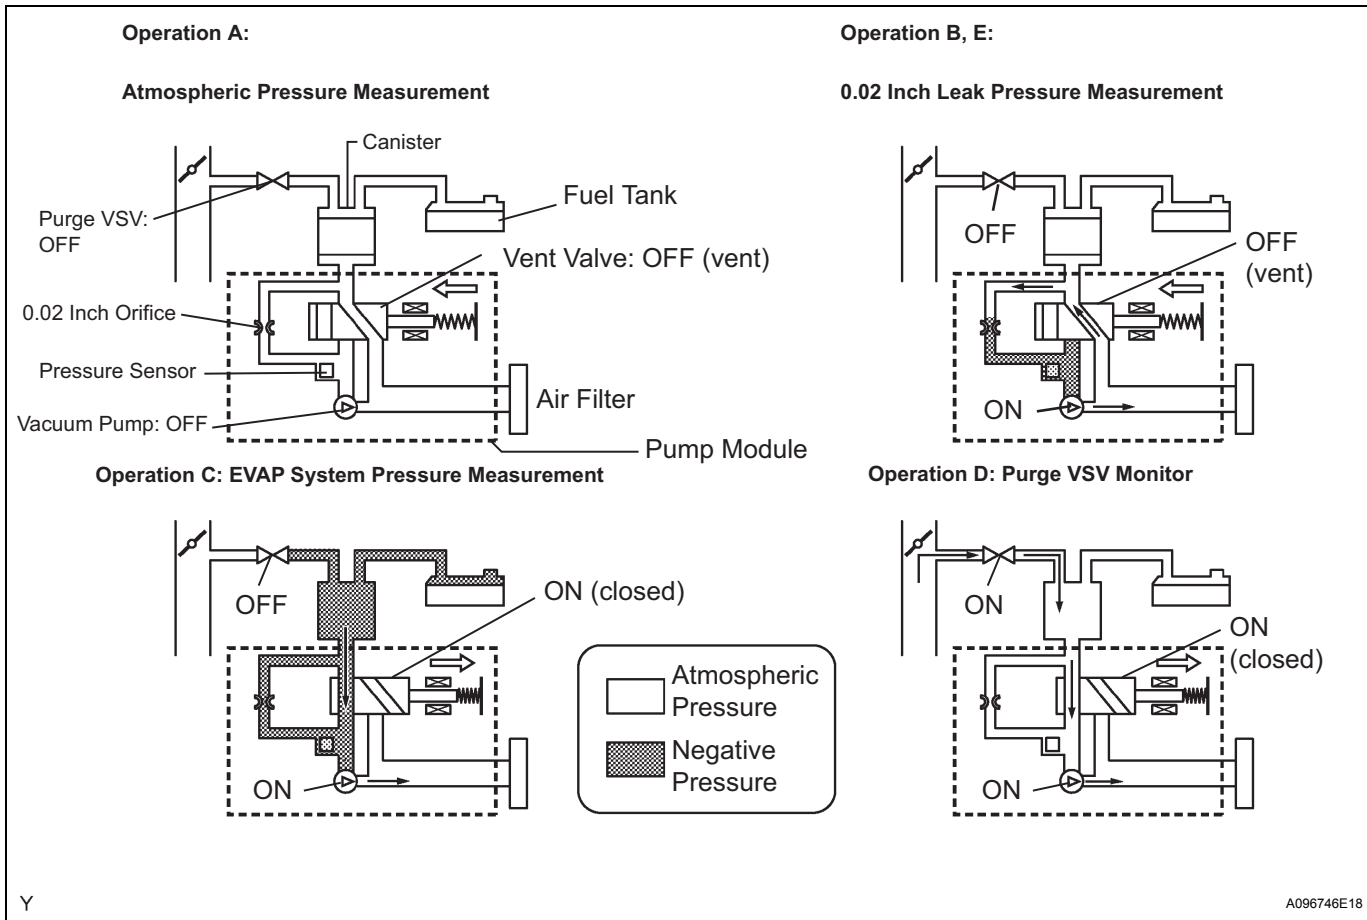 Operation A:
Atmospheric Pressure Measurement
Canister
Fuel Tank
Purge VSV:
OFF
Vent Valve: OFF (vent)
0.02 Inch Orifice
Pressure Sensor
Air Filter
Vacuum Pump: OFF
Pump Module
Operation B, E:
0.02 Inch Leak Pressure Measurement
OFF
OFF
(vent)
ON
Operation C: EVAP System Pressure Measurement
OFF
ON (closed)
ON
Atmospheric
Pressure
Negative
Pressure
Operation D: Purge VSV Monitor
ON
ON
(closed)
ON
Y
A096746E18